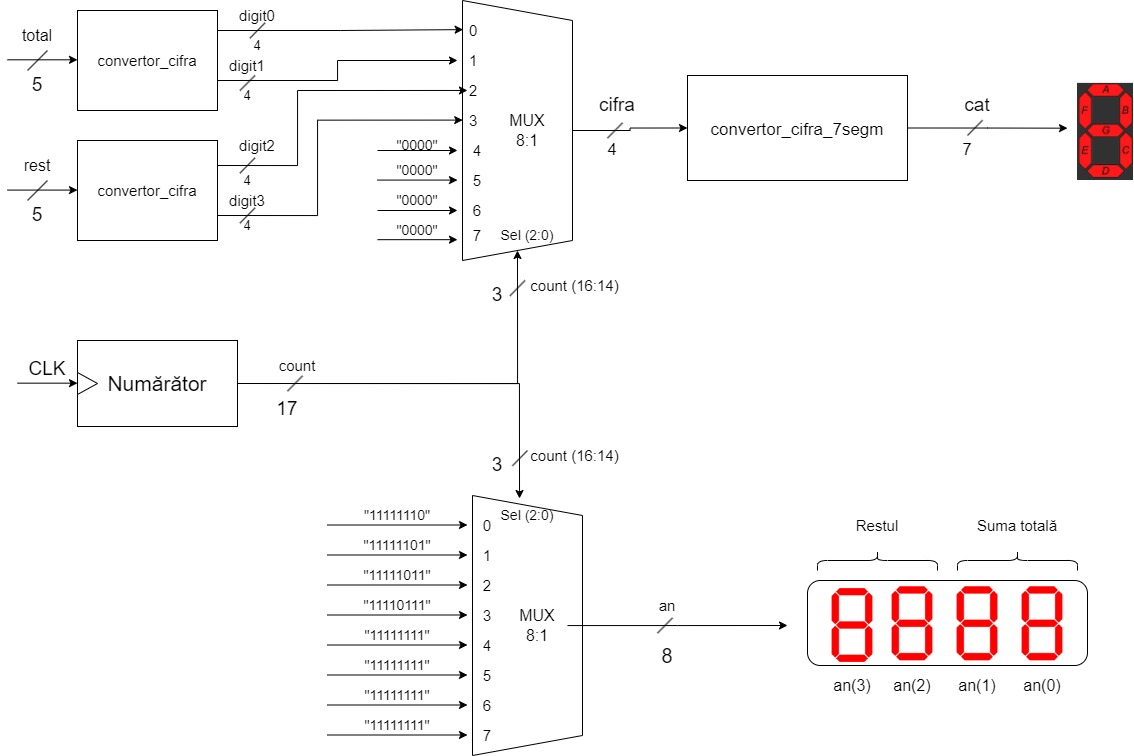 total
5
convertor_cifra
digit0
4
digit1
4
rest
5
convertor_cifra
digit2
4
digit3
4
0
1
2
3
"0000"
4
"0000"
5
"0000"
6
"0000"
7
MUX
8:1
Sel (2:0)
cifra
4
convertor_cifra_7segm
cat
7
A
F
B
G
E
C
D
3
count (16:14)
CLK
Numărător
count
17
3
count (16:14)
Sel (2:0)
"11111110"
0
"11111101"
1
"11111011"
2
"11110111"
3
"11111111"
4
"11111111"
5
"11111111"
6
"11111111"
7
MUX
8:1
an
8
Restul
Suma totală
an(3)
an(2)
an(1)
an(0)